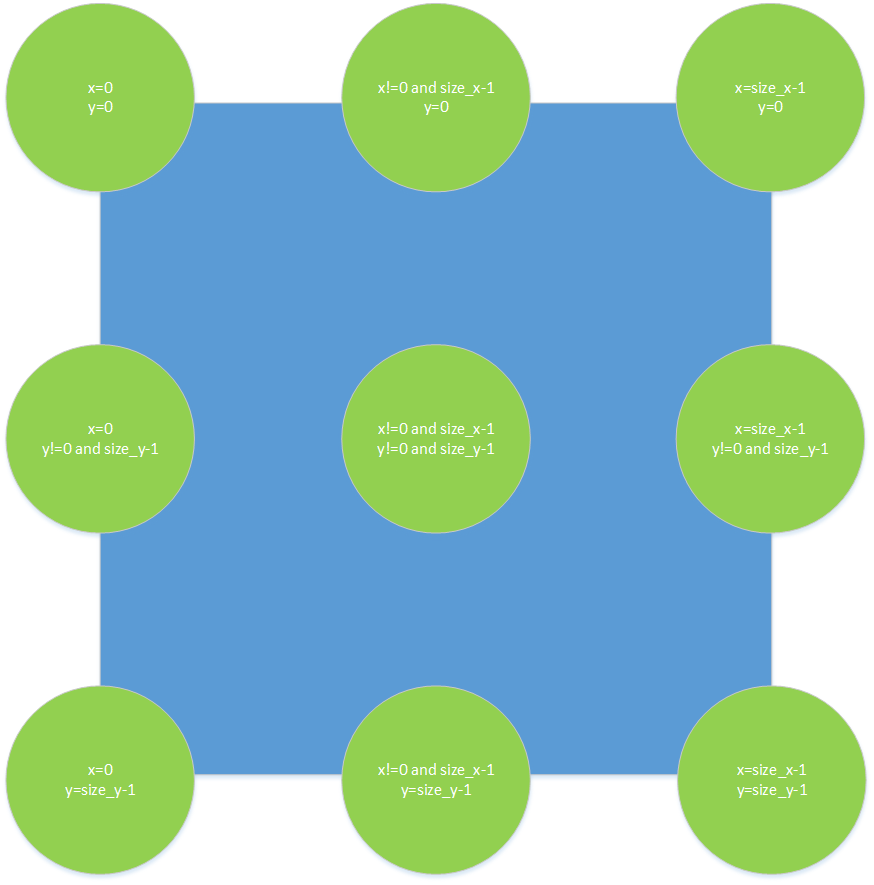 x=0
y=0
x!=0 and size_x-1
y=0
x=size_x-1
y=0
x=0
y!=0 and size_y-1
x!=0 and size_x-1
y!=0 and size_y-1
x=size_x-1
y!=0 and size_y-1
x=0
y=size_y-1
x!=0 and size_x-1
y=size_y-1
x=size_x-1
y=size_y-1